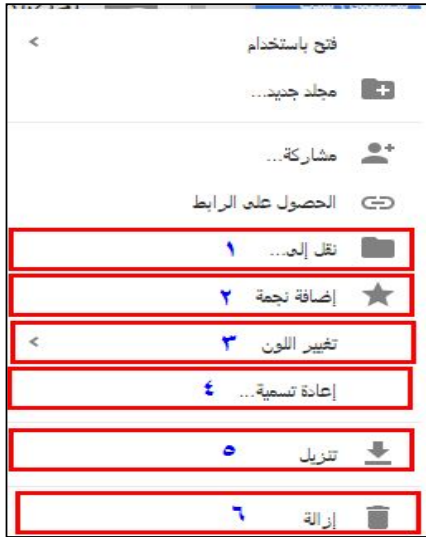 فتح باستخدام
مجلد جديد...
مشاركة...
الحصول على الرابط
نقل إلى... ١
إضافة نجمة ٢
تغيير اللون ٣
إعادة تسمية... ٤
تنزيل ٥
إزالة ٦